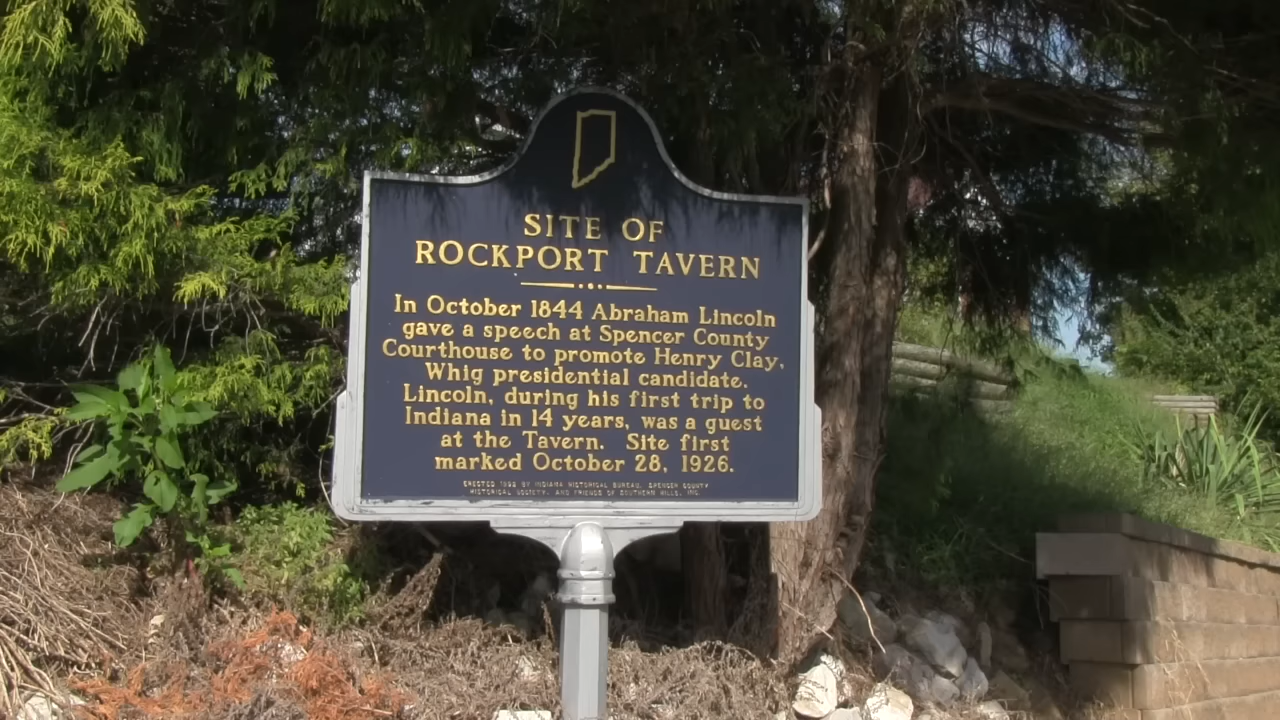 SITE OF
ROCKPORT TAVERN
In October 1844 Abraham Lincoln
gave a speech at Spencer County
Courthouse to promote Henry Clay,
Whig presidential candidate.
Lincoln, during his first trip to
Indiana in 14 years, was a guest
at the Tavern. Site first
marked October 28, 1926.
ERECTED BY INDIANA HISTORICAL BUREAU, SPENCER COUNTY
HISTORICAL SOCIETY, AND FRIENDS OF SOUTHERN HILLS, INC.